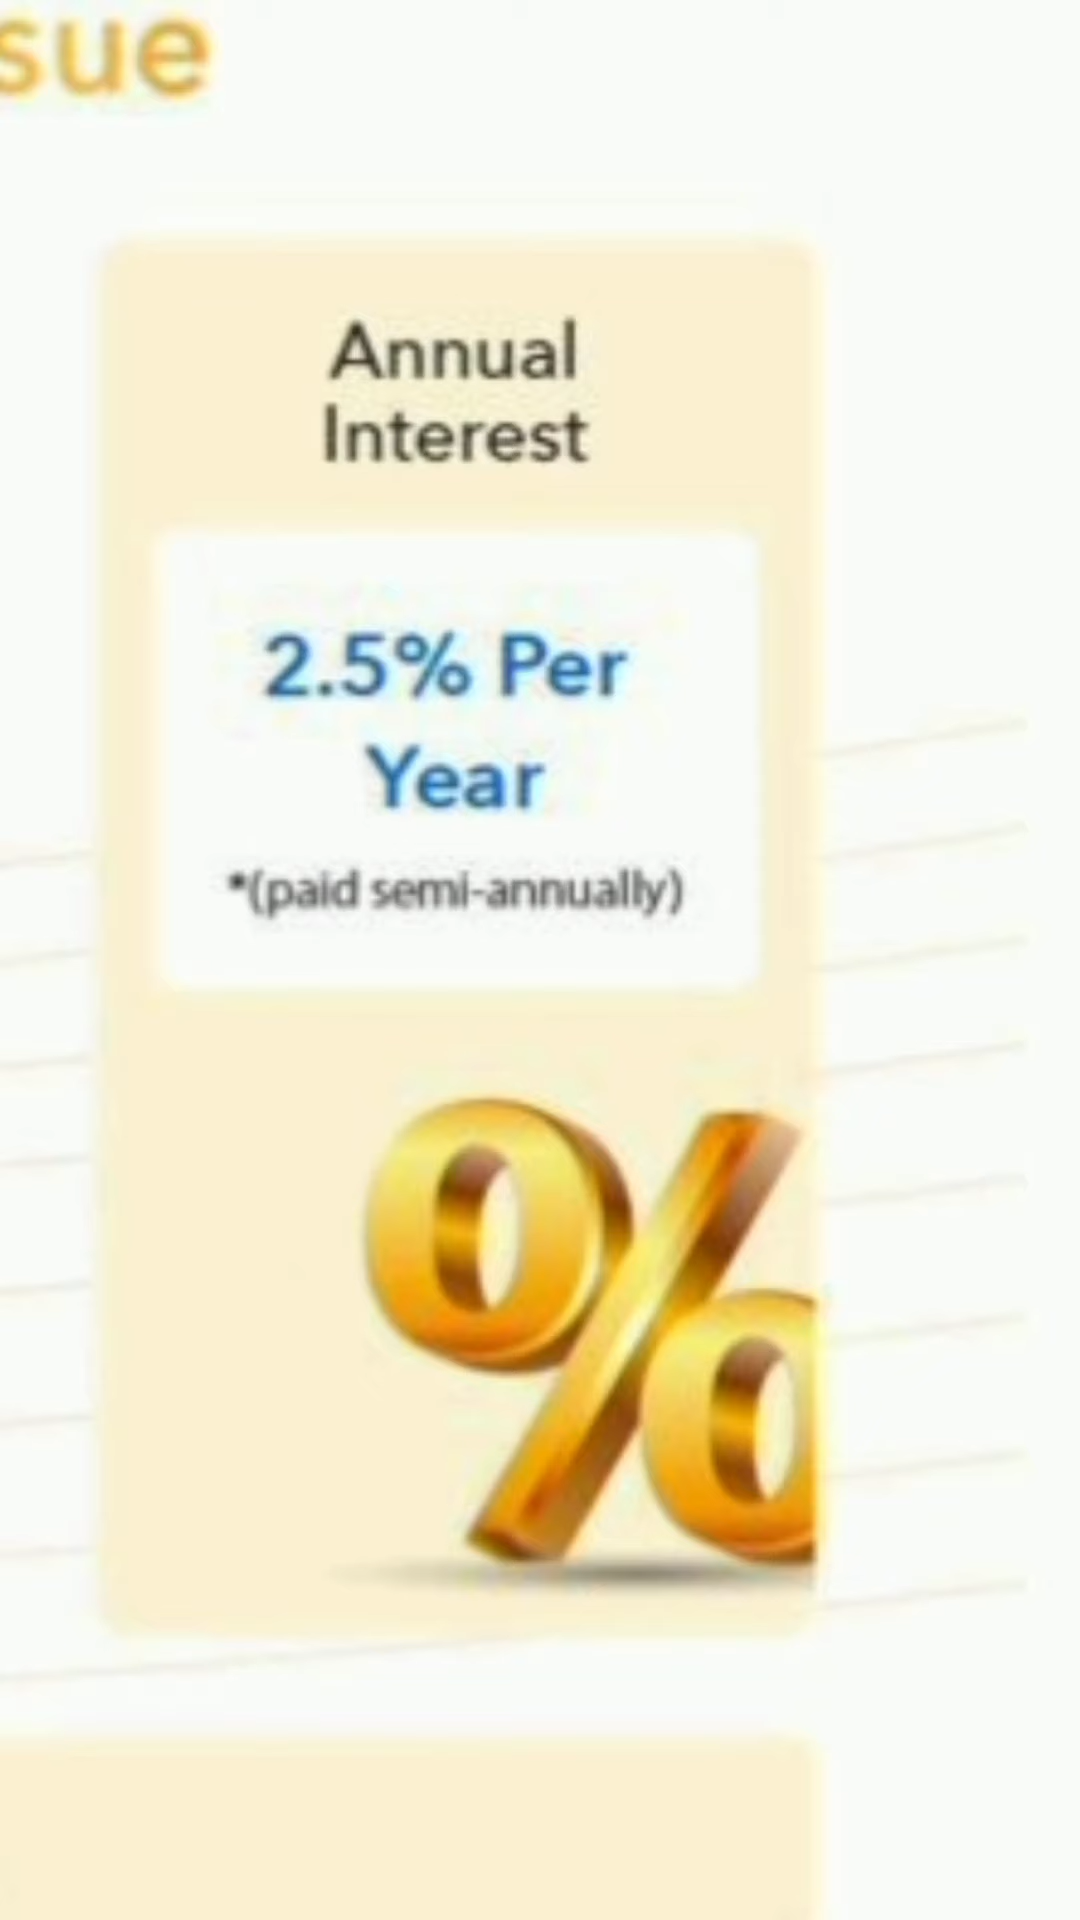 sue
Annual
Interest
2.5% Per
Year
*(paid semi-annually)
%